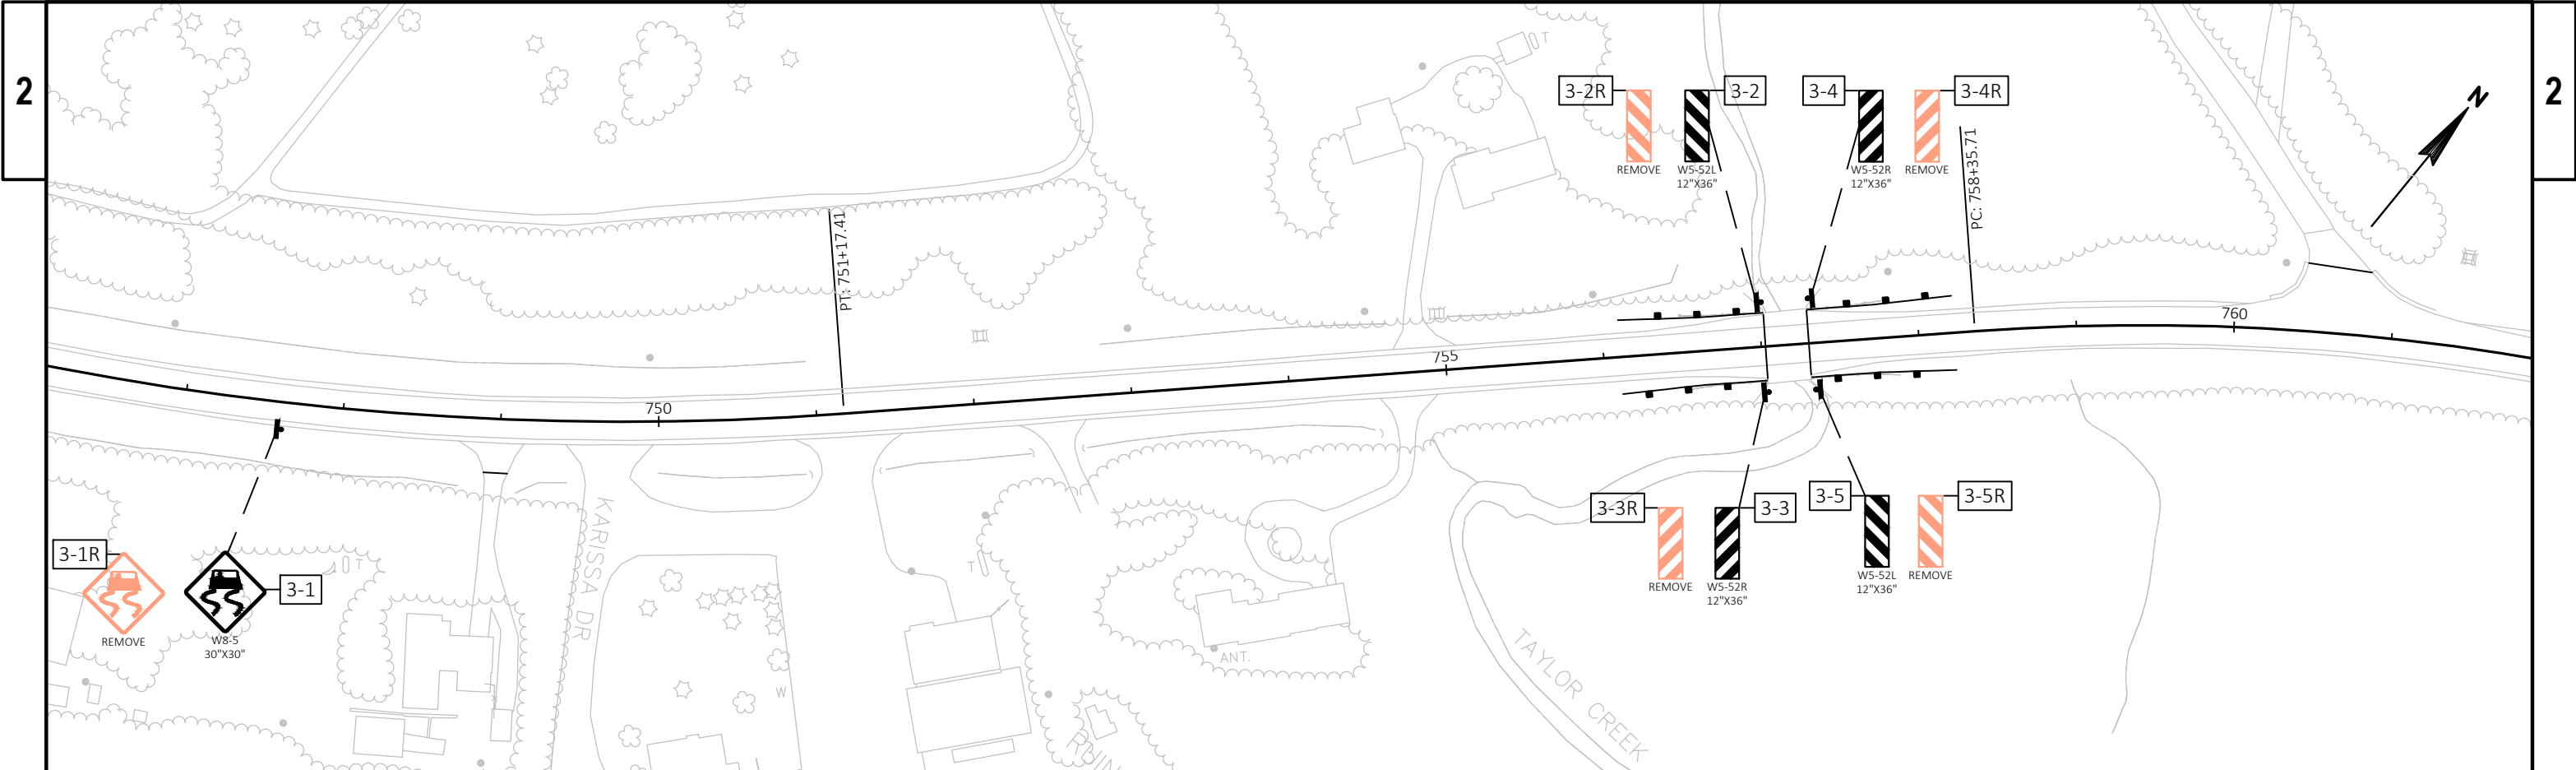 2
2
N
3-2R
3-2
3-4
3-4R
REMOVE
W5-52L
12"X36"
W5-52R
12"X36"
REMOVE
PC: 758+35.71
PT: 751+17.41
T
760
755
750
3-1R
3-1
REMOVE
W8-5
30"X30"
T
KARISSA DR
T
W
ANT.
RUIN
3-3R
3-3
3-5
3-5R
REMOVE
W5-52R
12"X36"
W5-52L
12"X36"
REMOVE
TAYLOR CREEK